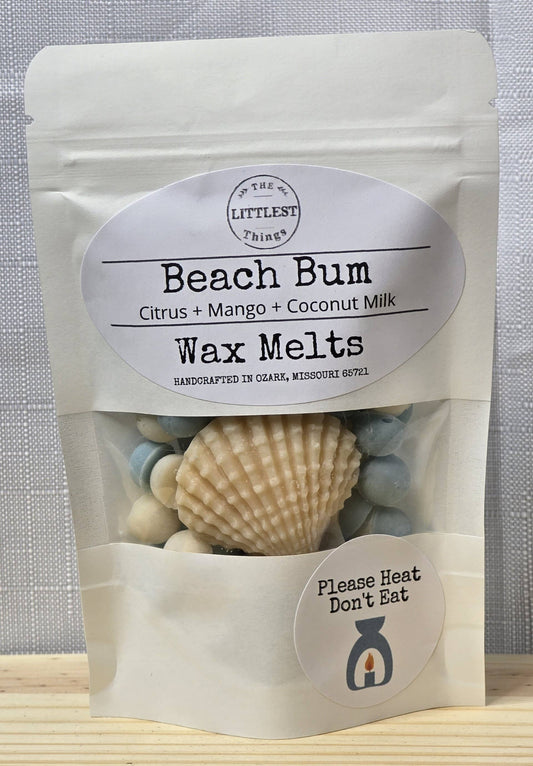 THE
LITTLEST
Things
Beach Bum
Citrus + Mango + Coconut Milk
Wax Melts
HANDCRAFTED IN OZARK, MISSOURI 65721
Please Heat
Don't Eat